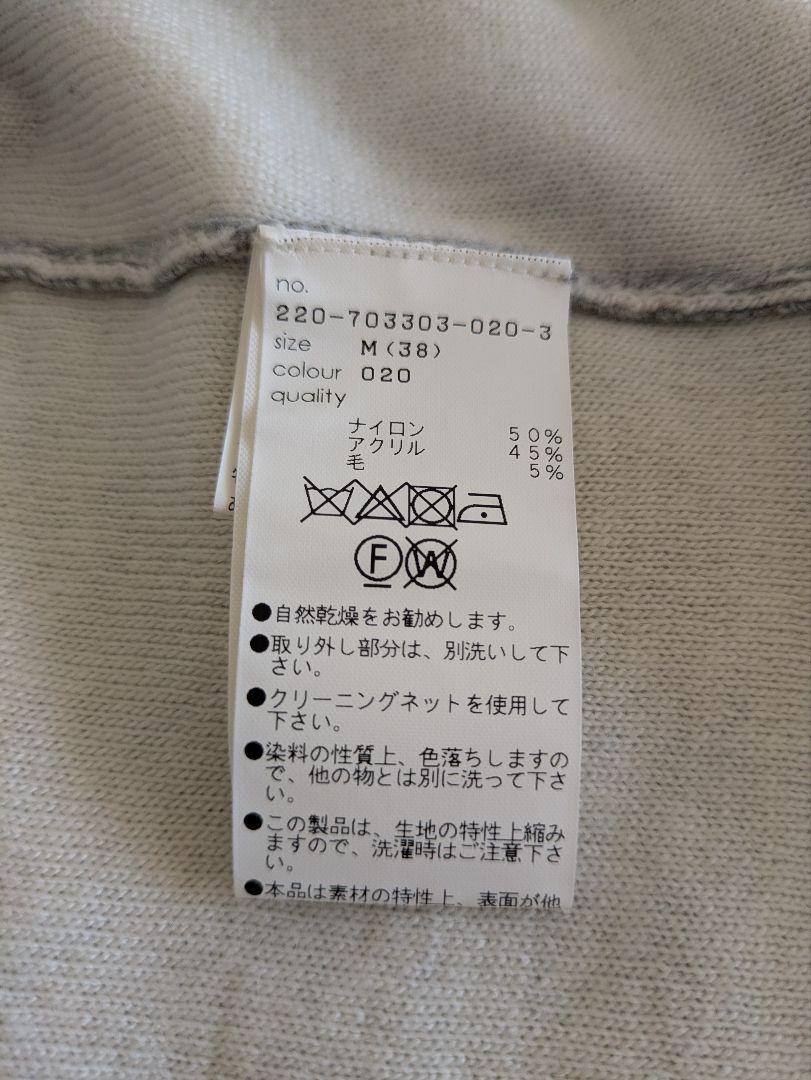 no.
220-703303-020-3
size M(38)
colour 020
quality
ナイロン 50%
アクリル 45%
毛 5%
F W
●自然乾燥をお勧めします。
●取り外し部分は、別洗いして下
さい。
●クリーニングネットを使用して
下さい。
●染料の性質上、色落ちしますの
で、他の物とは別に洗って下さ
い。
●この製品は、生地の特性上縮み
ますので、洗濯時はご注意下さ
い。
●本品は素材の特性上、表面が他